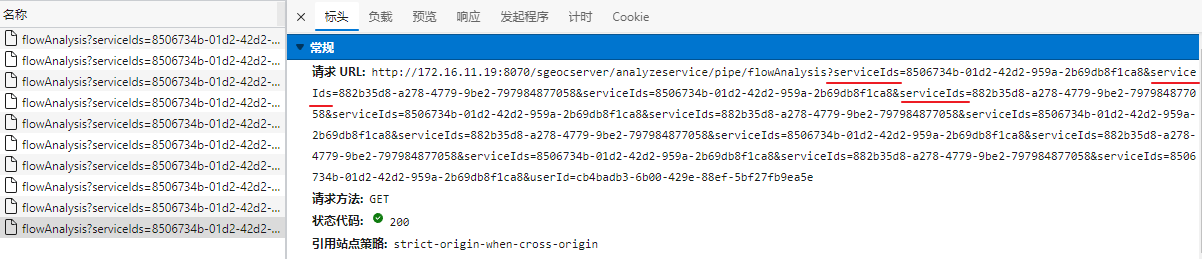 名称
flowAnalysis?serviceIds=8506734b-01d2-42d2-...
flowAnalysis?serviceIds=8506734b-01d2-42d2-...
flowAnalysis?serviceIds=8506734b-01d2-42d2-...
flowAnalysis?serviceIds=8506734b-01d2-42d2-...
flowAnalysis?serviceIds=8506734b-01d2-42d2-...
flowAnalysis?serviceIds=8506734b-01d2-42d2-...
flowAnalysis?serviceIds=8506734b-01d2-42d2-...
flowAnalysis?serviceIds=8506734b-01d2-42d2-...
flowAnalysis?serviceIds=8506734b-01d2-42d2-...
flowAnalysis?serviceIds=8506734b-01d2-42d2-...
标头 负载 预览 响应 发起程序 计时 Cookie
常规
请求 URL: http://172.16.11.19:8070/sgeocserver/analyzeservice/pipe/flowAnalysis?serviceIds=8506734b-01d2-42d2-959a-2b69db8f1ca8&service
Ids=882b35d8-a278-4779-9be2-797984877058&serviceIds=8506734b-01d2-42d2-959a-2b69db8f1ca8&serviceIds=882b35d8-a278-4779-9be2-7979848770
58&serviceIds=8506734b-01d2-42d2-959a-2b69db8f1ca8&serviceIds=882b35d8-a278-4779-9be2-797984877058&serviceIds=8506734b-01d2-42d2-959a-
2b69db8f1ca8&serviceIds=882b35d8-a278-4779-9be2-797984877058&serviceIds=8506734b-01d2-42d2-959a-2b69db8f1ca8&serviceIds=882b35d8-a278-
4779-9be2-797984877058&serviceIds=8506734b-01d2-42d2-959a-2b69db8f1ca8&serviceIds=882b35d8-a278-4779-9be2-797984877058&serviceIds=8506
734b-01d2-42d2-959a-2b69db8f1ca8&userId=cb4badb3-6b00-429e-88ef-5bf27fb9ea5e
请求方法: GET
状态代码: 200
引用站点策略: strict-origin-when-cross-origin